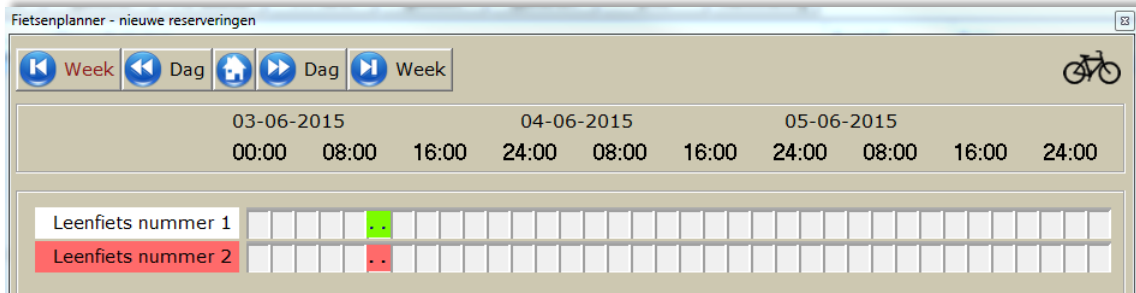 Fietsenplanner - nieuwe reserveringen
Week Dag Dag Week
03-06-2015 04-06-2015 05-06-2015
00:00 08:00 16:00 24:00 08:00 16:00 24:00 08:00 16:00 24:00
Leenfiets nummer 1 ..
Leenfiets nummer 2 ..